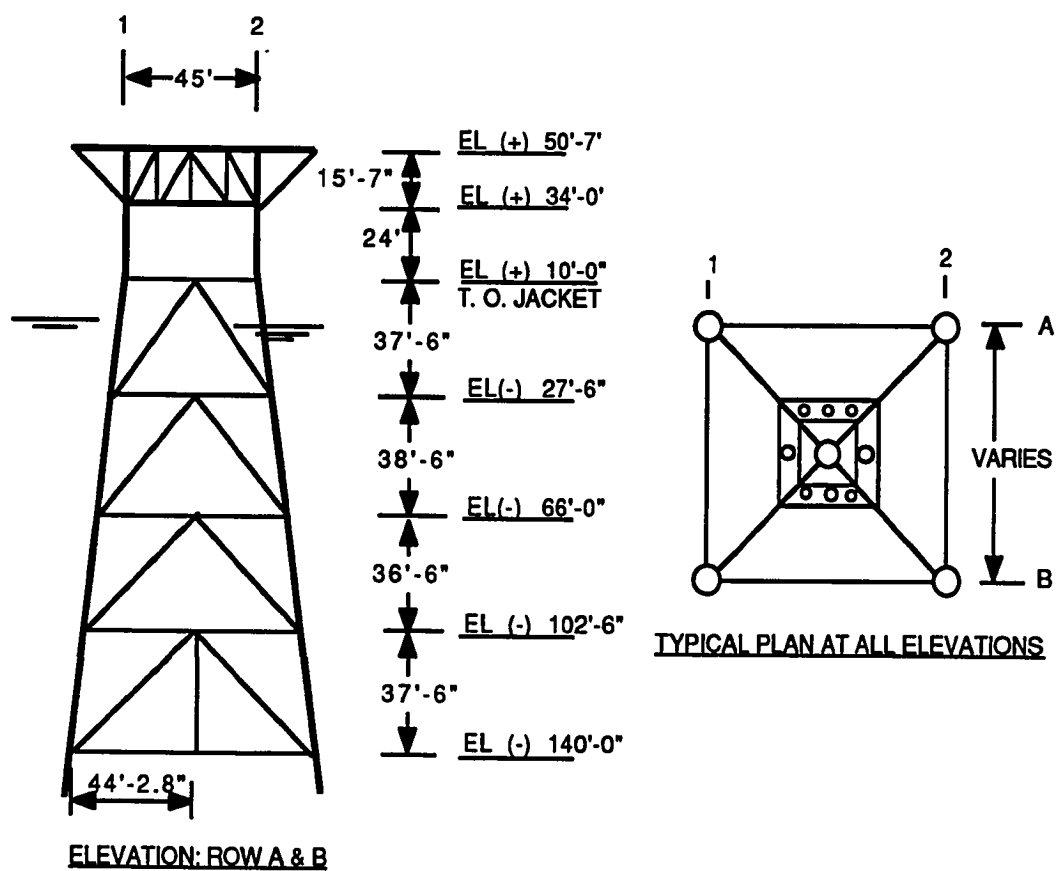 1 2
45'
EL (+) 50'-7'
15'-7"
EL (+) 34'-0'
24'
EL (+) 10'-0"
T. O. JACKET
37'-6"
EL(-) 27'-6"
38'-6"
EL(-) 66'-0"
36'-6"
EL (-) 102'-6"
37'-6"
EL (-) 140'-0"
44'-2.8"
ELEVATION: ROW A & B
1 2
A
VARIES
B
TYPICAL PLAN AT ALL ELEVATIONS